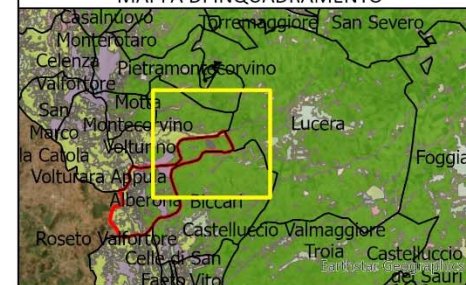 MAPPA DI INQUADRAMENTO
Casalnuovo
Monterotaro
Torremaggiore
San Severo
Celenza
Valfortore
Pietramontecorvino
San
Marco
la Catola
Motta
Montecorvino
Volturino
Lucera
Foggia
Volturara Appula
Alberona
Biccari
Roseto Valfortore
Castelluccio Valmaggiore
Celle di San
Vito
Faeto
Troia
Castelluccio
dei Sauri
Earthstar Geographics